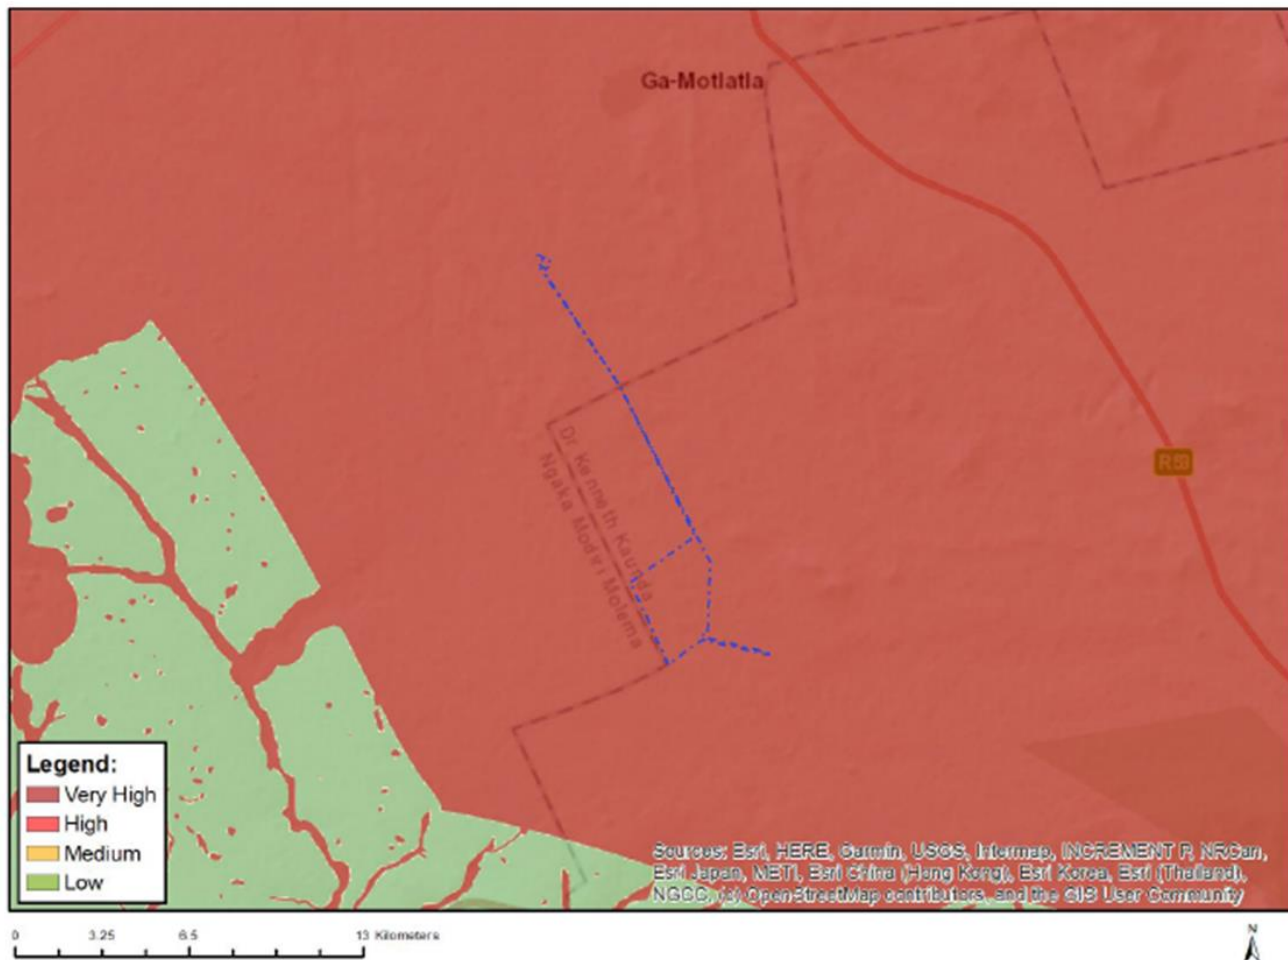 Ga-Motlatla
R53
Dr Kenneth Kaunda
Ngaka Modiri Molema
Legend:
Very High
High
Medium
Low
Sources: Esri, HERE, Garmin, USGS, Intermap, INCREMENT P, NRCan,
Esri Japan, METI, Esri China (Hong Kong), Esri Korea, Esri (Thailand),
NGCC, (c) OpenStreetMap contributors, and the GIS User Community
0 3.25 6.5 13 Kilometers
N